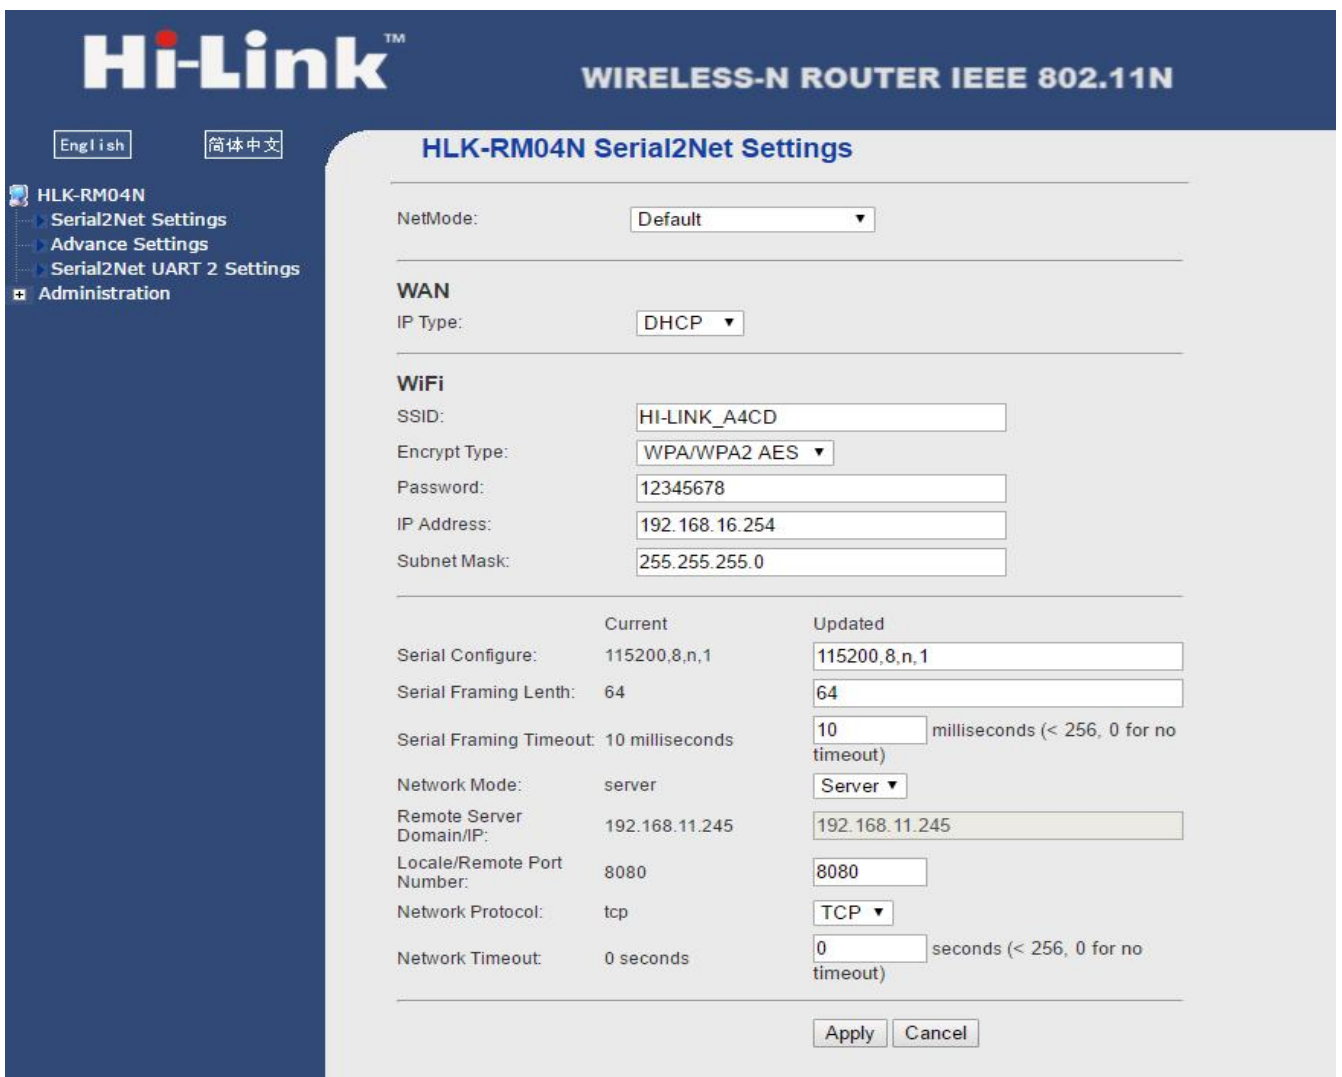 Hi-Link™
WIRELESS-N ROUTER IEEE 802.11N
English
简体中文
HLK-RM04N
Serial2Net Settings
Advance Settings
Serial2Net UART 2 Settings
Administration
HLK-RM04N Serial2Net Settings
NetMode: Default
WAN
IP Type: DHCP
WiFi
SSID: HI-LINK_A4CD
Encrypt Type: WPA/WPA2 AES
Password: 12345678
IP Address: 192.168.16.254
Subnet Mask: 255.255.255.0
Current Updated
Serial Configure: 115200,8,n,1 115200,8,n,1
Serial Framing Lenth: 64 64
Serial Framing Timeout: 10 milliseconds 10 milliseconds (< 256, 0 for no
timeout)
Network Mode: server Server
Remote Server
Domain/IP: 192.168.11.245 192.168.11.245
Locale/Remote Port
Number: 8080 8080
Network Protocol: tcp TCP
Network Timeout: 0 seconds 0 seconds (< 256, 0 for no
timeout)
Apply Cancel